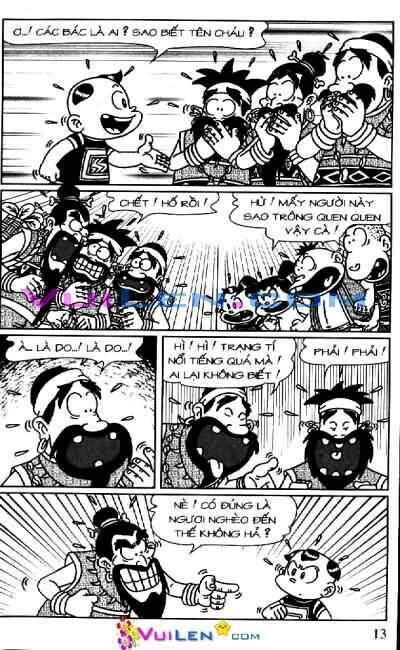 Ơ..! CÁC BÁC LÀ AI? SAO BIẾT TÊN CHÁU?
CHẾT! HỐ RỒI!
HỪ! MẤY NGƯỜI NÀY
SAO TRÔNG QUEN QUEN
VẬY CÀ!
VUILEN.COM
À... LÀ DO..! LÀ DO..!
HÌ! HÌ! TRẠNG TÍ
NỔI TIẾNG QUÁ MÀ!
AI LẠI KHÔNG BIẾT!
PHẢI! PHẢI!
NÈ! CÓ ĐÚNG LÀ
NGƯƠI NGHÈO ĐẾN
THẾ KHÔNG HẢ?
13
VUILEN.COM